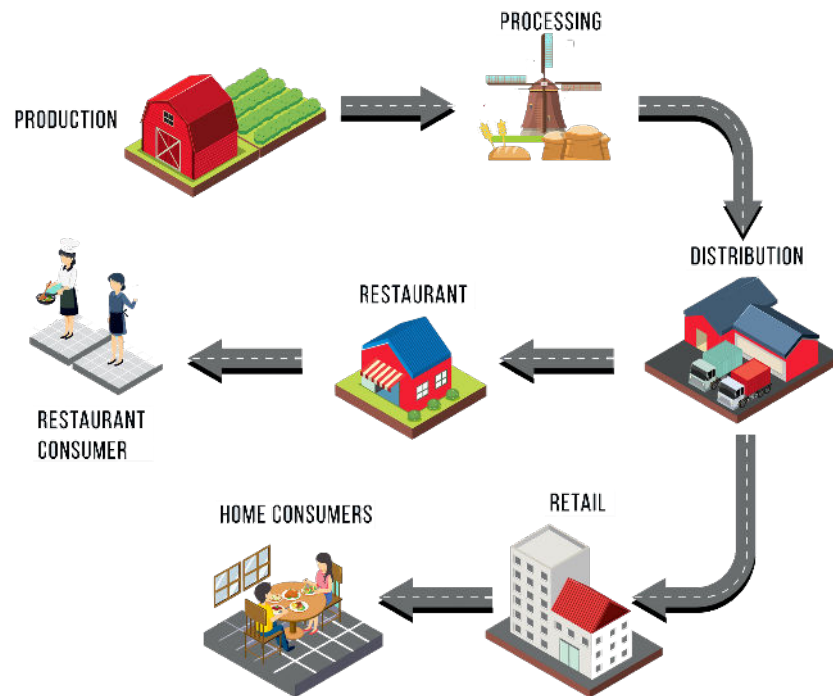 PROCESSING
PRODUCTION
DISTRIBUTION
RESTAURANT
RESTAURANT
CONSUMER
RETAIL
HOME CONSUMERS